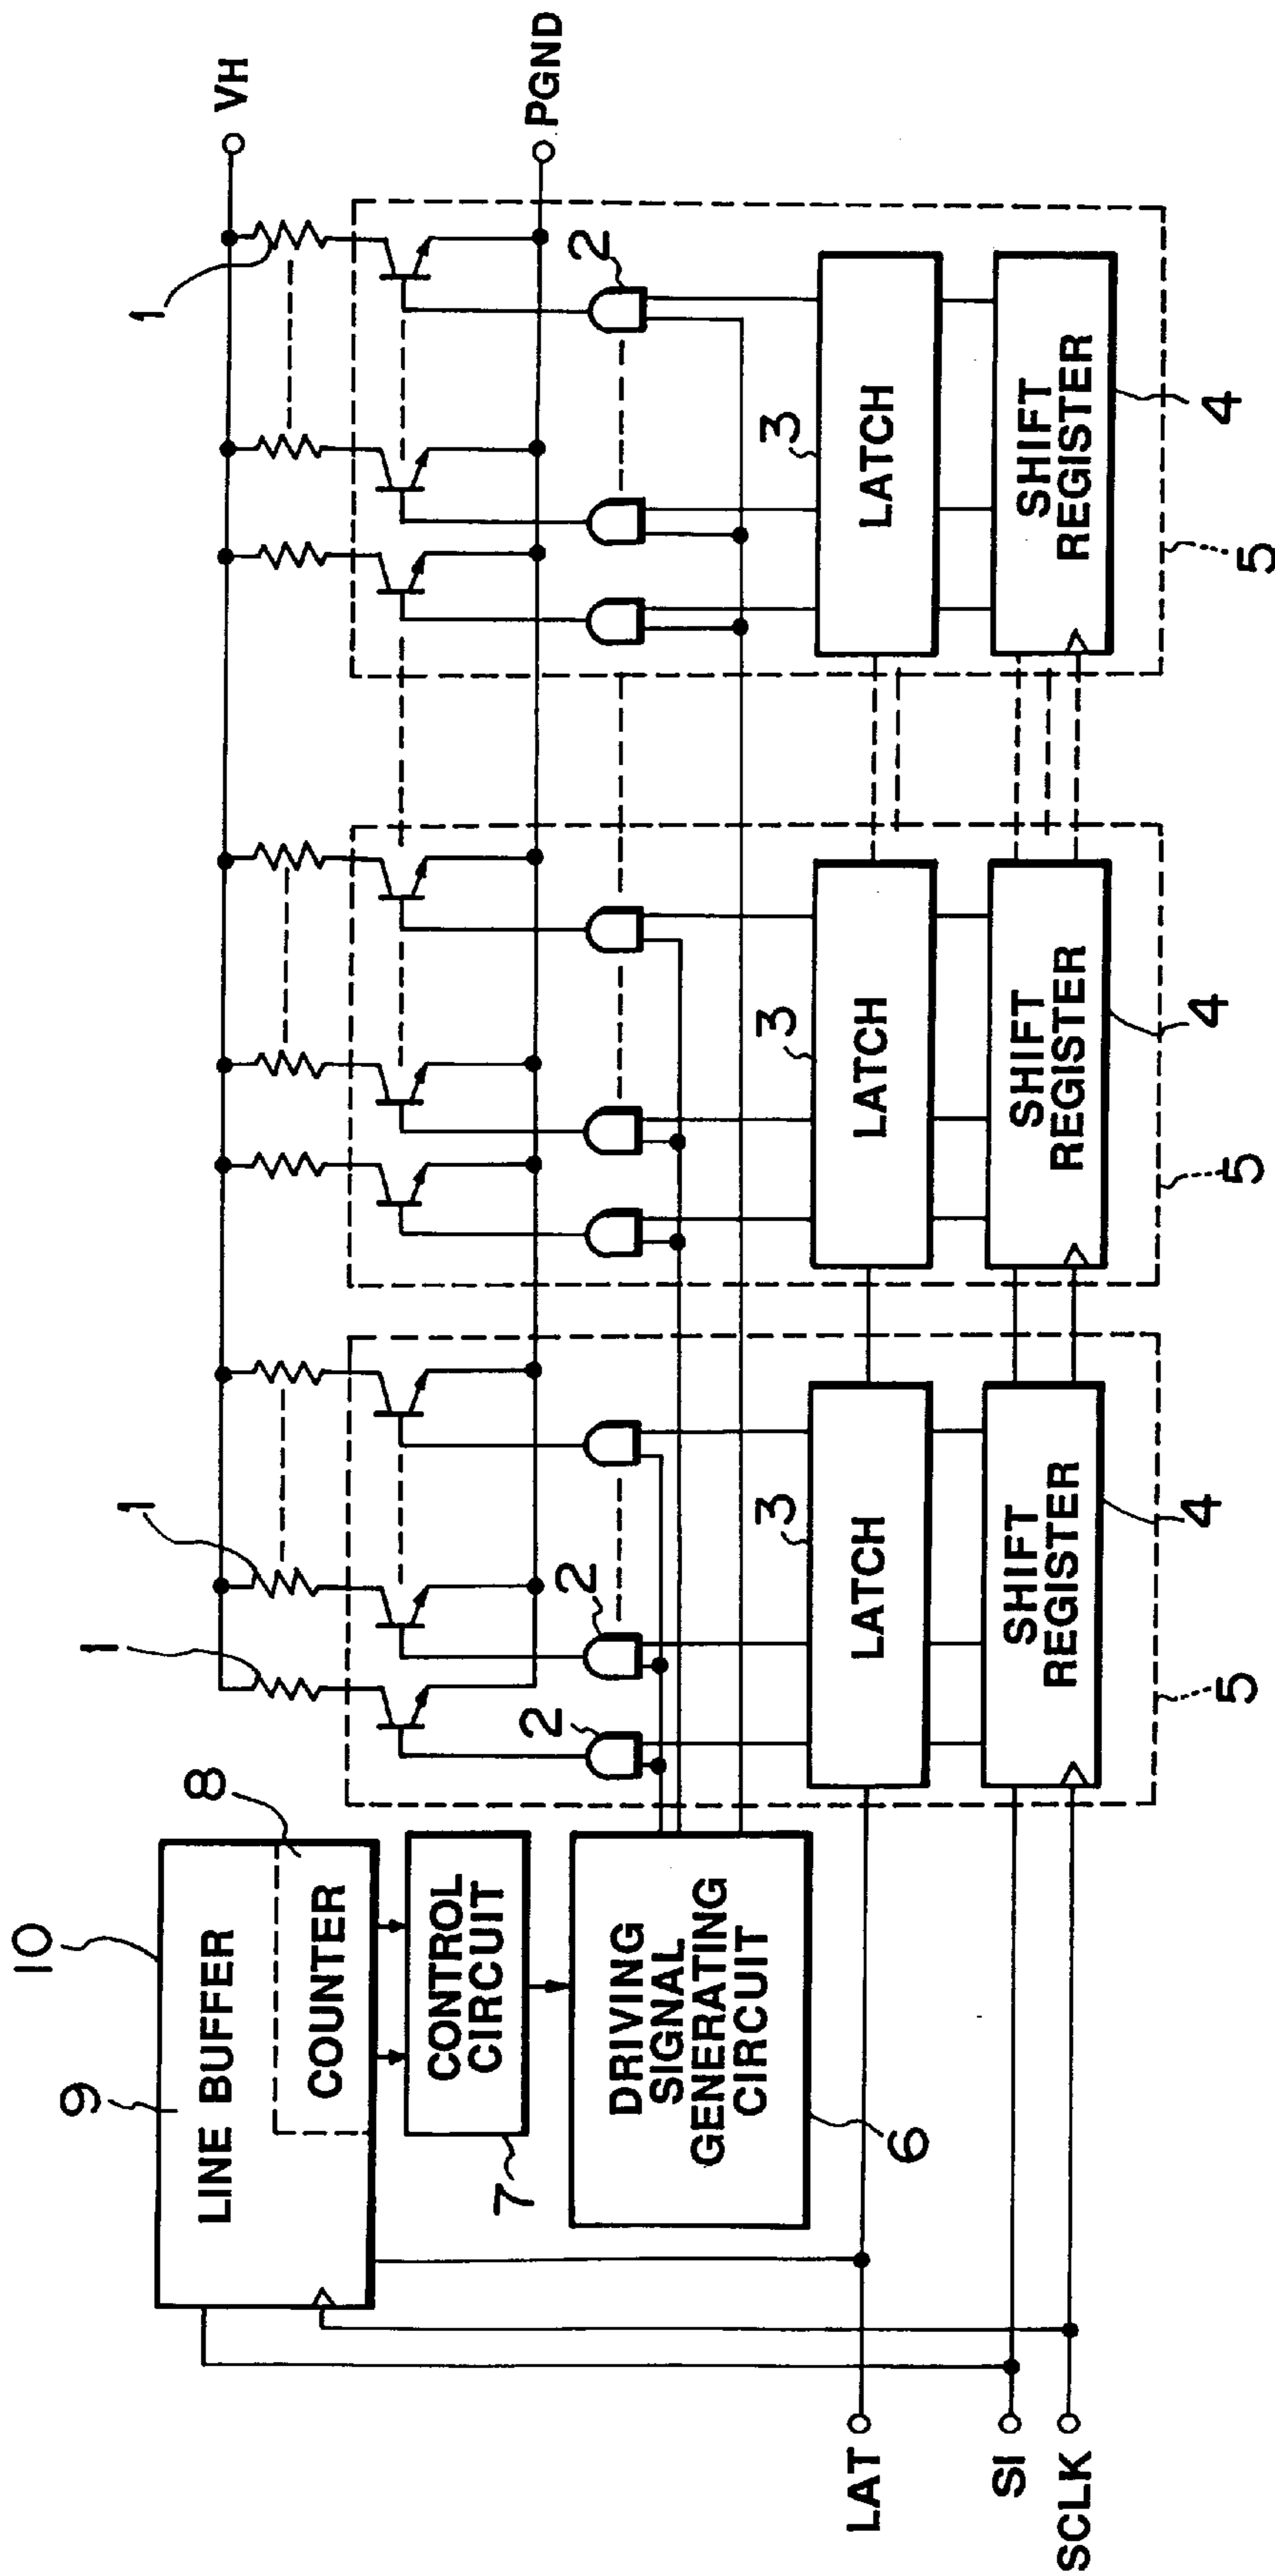 10
9
LINE BUFFER
8
COUNTER
7
CONTROL
CIRCUIT
6
DRIVING
SIGNAL
GENERATING
CIRCUIT
LAT
SI
SCLK
1
1
1
VH
PGND
2
2
2
3
LATCH
3
LATCH
3
LATCH
SHIFT
REGISTER
4
SHIFT
REGISTER
4
SHIFT
REGISTER
4
5
5
5